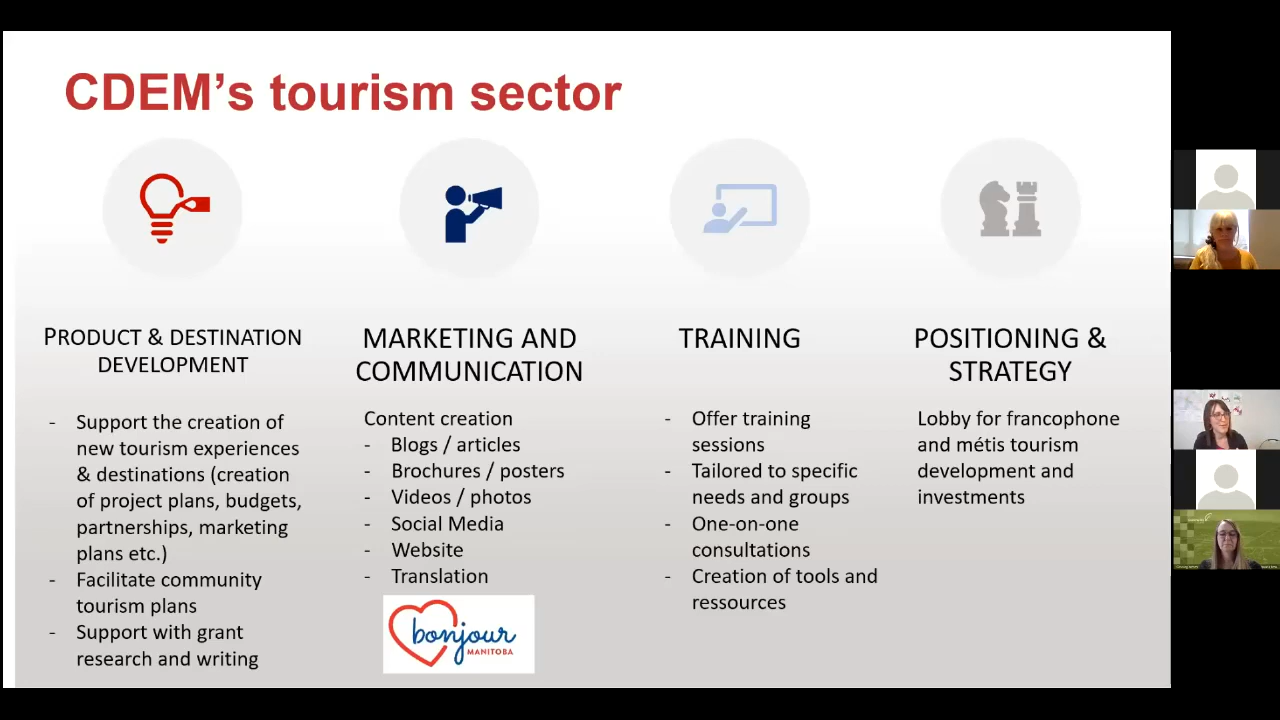 CDEM's tourism sector
PRODUCT & DESTINATION
DEVELOPMENT
- Support the creation of
new tourism experiences
& destinations (creation
of project plans, budgets,
partnerships, marketing
plans etc.)
- Facilitate community
tourism plans
- Support with grant
research and writing
MARKETING AND
COMMUNICATION
Content creation
- Blogs / articles
- Brochures / posters
- Videos / photos
- Social Media
- Website
- Translation
bonjour
MANITOBA
TRAINING
- Offer training
sessions
- Tailored to specific
needs and groups
- One-on-one
consultations
- Creation of tools and
ressources
POSITIONING &
STRATEGY
Lobby for francophone
and métis tourism
development and
investments